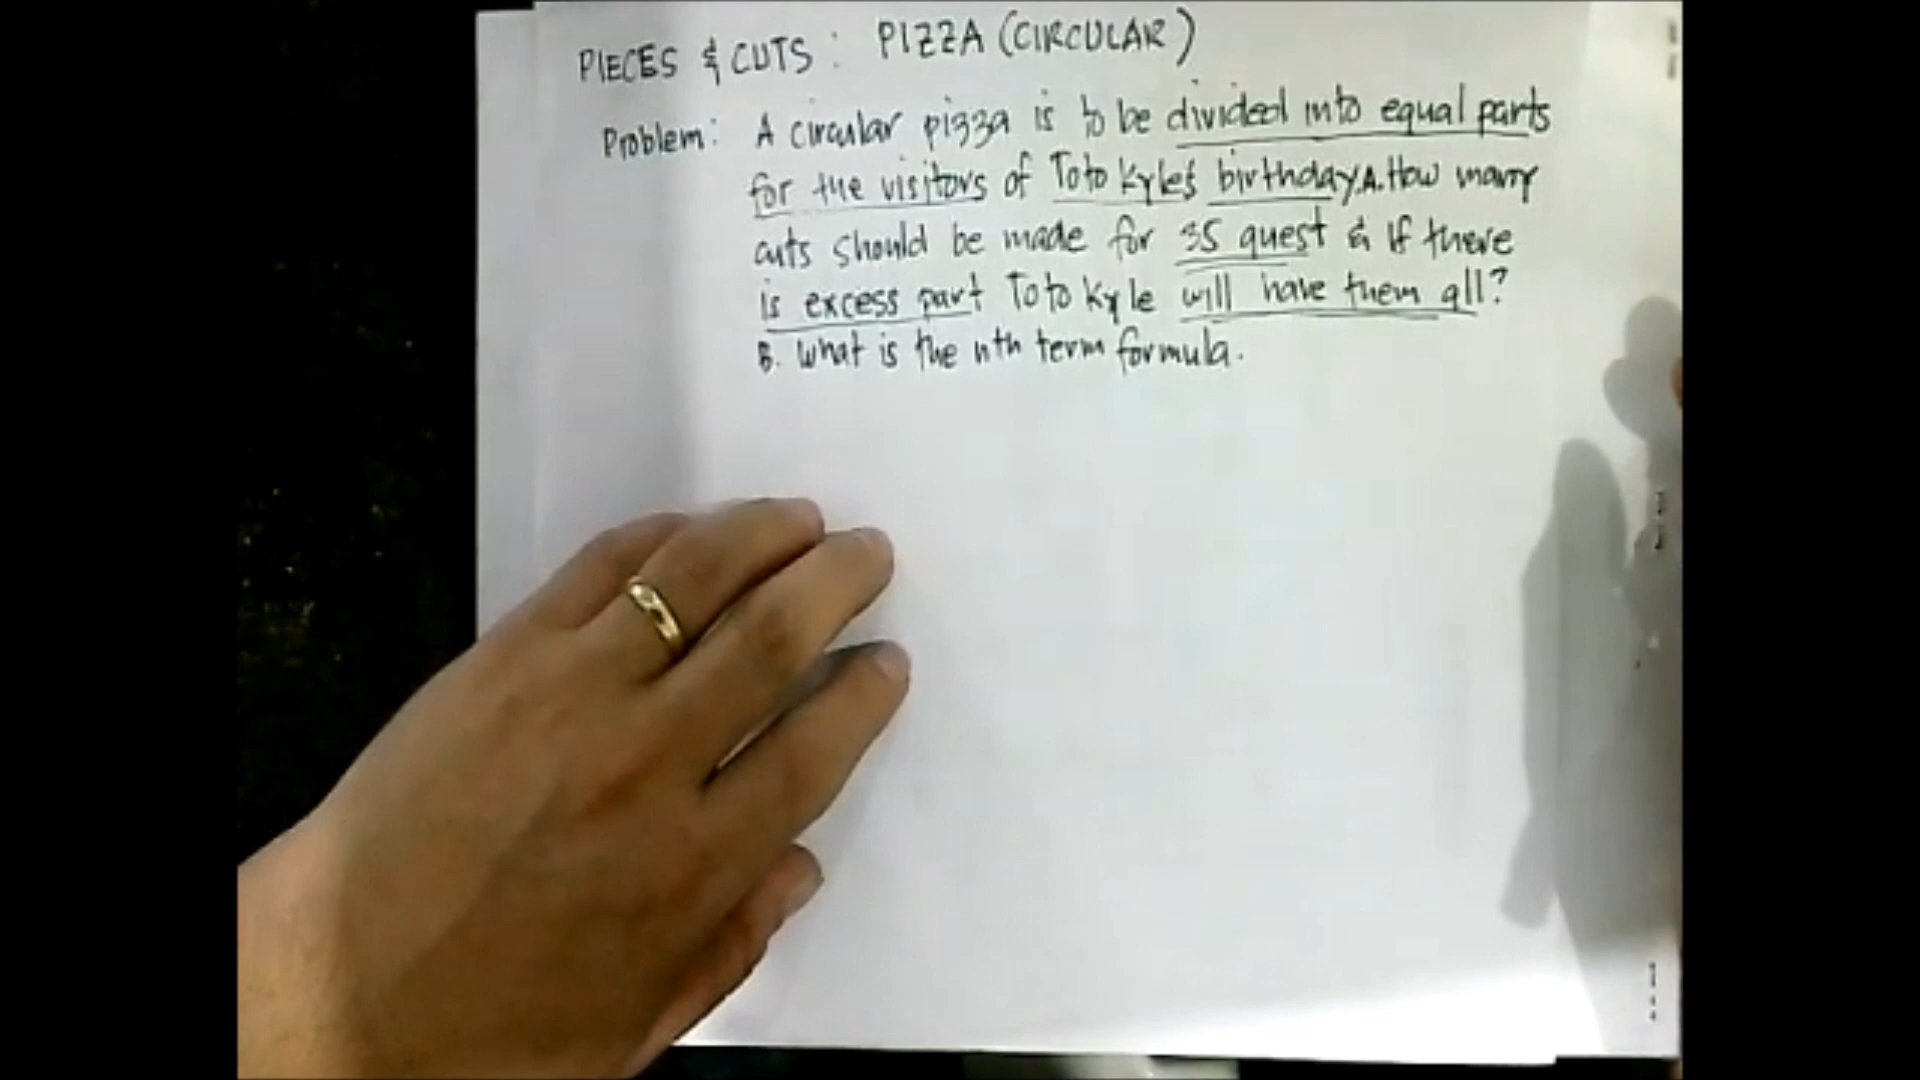 PIECES & CUTS: PIZZA (CIRCULAR)
Problem: A circular pizza is to be divided into equal parts
for the visitors of Toto Kyle's birthday. A. How many
cuts should be made for 35 quest & if there
is excess part Toto Kyle will have them all?
B. What is the nth term formula.